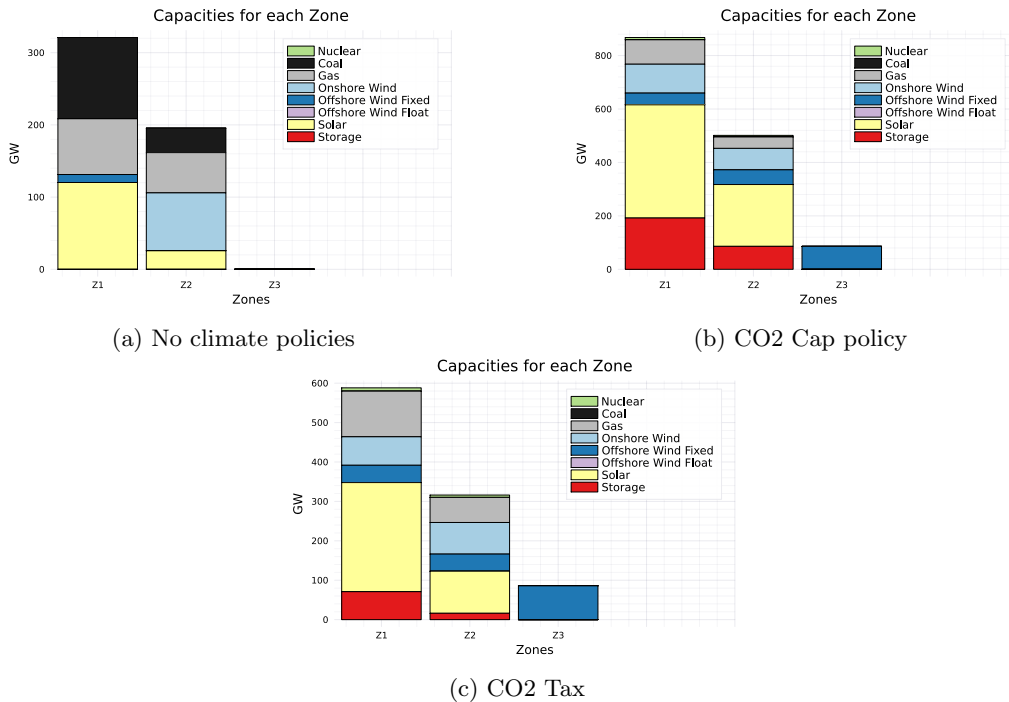 Capacities for each Zone
GW
300
200
100
0
Nuclear
Coal
Gas
Onshore Wind
Offshore Wind Fixed
Offshore Wind Float
Solar
Storage
Z1 Z2 Z3
Zones
(a) No climate policies
Capacities for each Zone
GW
800
600
400
200
0
Nuclear
Coal
Gas
Onshore Wind
Offshore Wind Fixed
Offshore Wind Float
Solar
Storage
Z1 Z2 Z3
Zones
(b) CO2 Cap policy
Capacities for each Zone
GW
600
500
400
300
200
100
0
Nuclear
Coal
Gas
Onshore Wind
Offshore Wind Fixed
Offshore Wind Float
Solar
Storage
Z1 Z2 Z3
Zones
(c) CO2 Tax